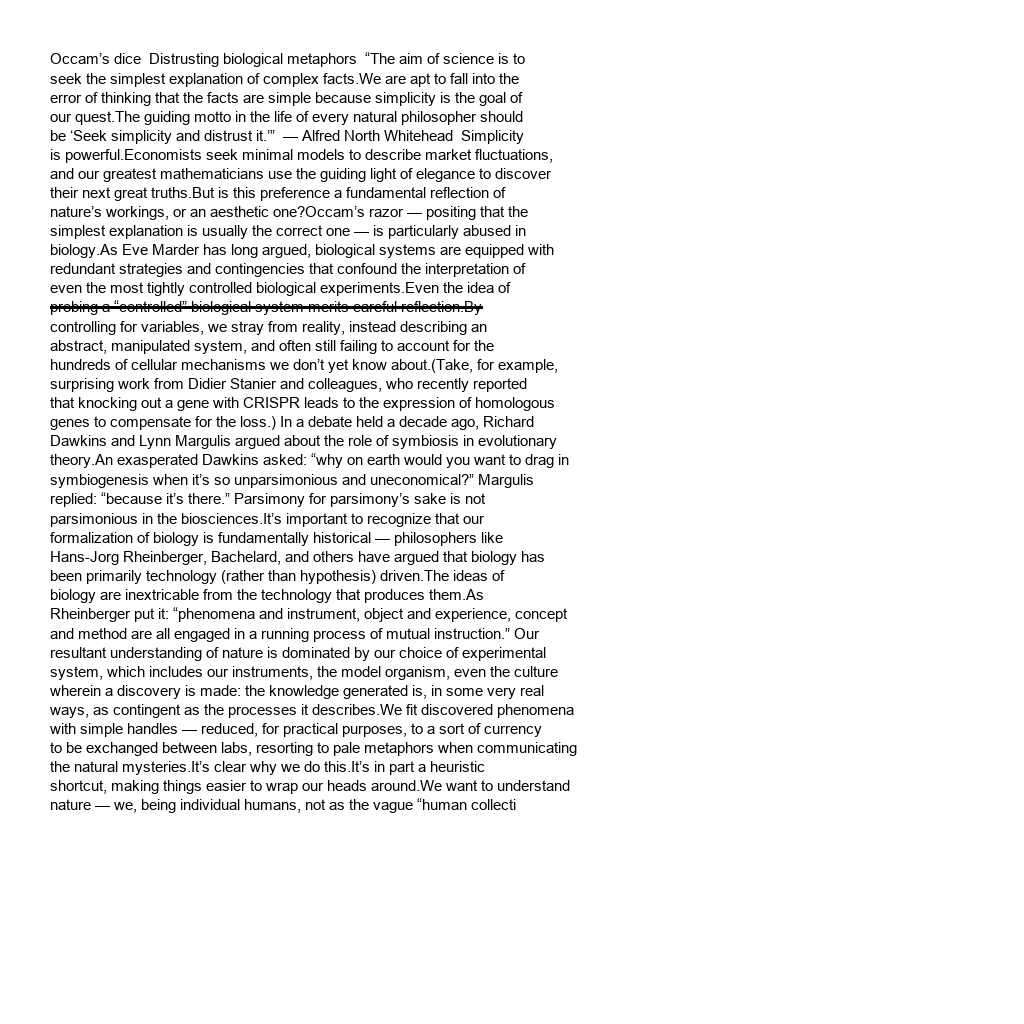 Occam’s dice  Distrusting biological metaphors  “The aim of science is to
seek the simplest explanation of complex facts.We are apt to fall into the
error of thinking that the facts are simple because simplicity is the goal of
our quest.The guiding motto in the life of every natural philosopher should
be ‘Seek simplicity and distrust it.’”  — Alfred North Whitehead  Simplicity
is powerful.Economists seek minimal models to describe market fluctuations,
and our greatest mathematicians use the guiding light of elegance to discover
their next great truths.But is this preference a fundamental reflection of
nature’s workings, or an aesthetic one?Occam’s razor — positing that the
simplest explanation is usually the correct one — is particularly abused in
biology.As Eve Marder has long argued, biological systems are equipped with
redundant strategies and contingencies that confound the interpretation of
even the most tightly controlled biological experiments.Even the idea of
probing a “controlled” biological system merits careful reflection.By
controlling for variables, we stray from reality, instead describing an
abstract, manipulated system, and often still failing to account for the
hundreds of cellular mechanisms we don’t yet know about.(Take, for example,
surprising work from Didier Stanier and colleagues, who recently reported
that knocking out a gene with CRISPR leads to the expression of homologous
genes to compensate for the loss.) In a debate held a decade ago, Richard
Dawkins and Lynn Margulis argued about the role of symbiosis in evolutionary
theory.An exasperated Dawkins asked: “why on earth would you want to drag in
symbiogenesis when it’s so unparsimonious and uneconomical?” Margulis
replied: “because it’s there.” Parsimony for parsimony’s sake is not
parsimonious in the biosciences.It’s important to recognize that our
formalization of biology is fundamentally historical — philosophers like
Hans-Jorg Rheinberger, Bachelard, and others have argued that biology has
been primarily technology (rather than hypothesis) driven.The ideas of
biology are inextricable from the technology that produces them.As
Rheinberger put it: “phenomena and instrument, object and experience, concept
and method are all engaged in a running process of mutual instruction.” Our
resultant understanding of nature is dominated by our choice of experimental
system, which includes our instruments, the model organism, even the culture
wherein a discovery is made: the knowledge generated is, in some very real
ways, as contingent as the processes it describes.We fit discovered phenomena
with simple handles — reduced, for practical purposes, to a sort of currency
to be exchanged between labs, resorting to pale metaphors when communicating
the natural mysteries.It’s clear why we do this.It’s in part a heuristic
shortcut, making things easier to wrap our heads around.We want to understand
nature — we, being individual humans, not as the vague “human collecti